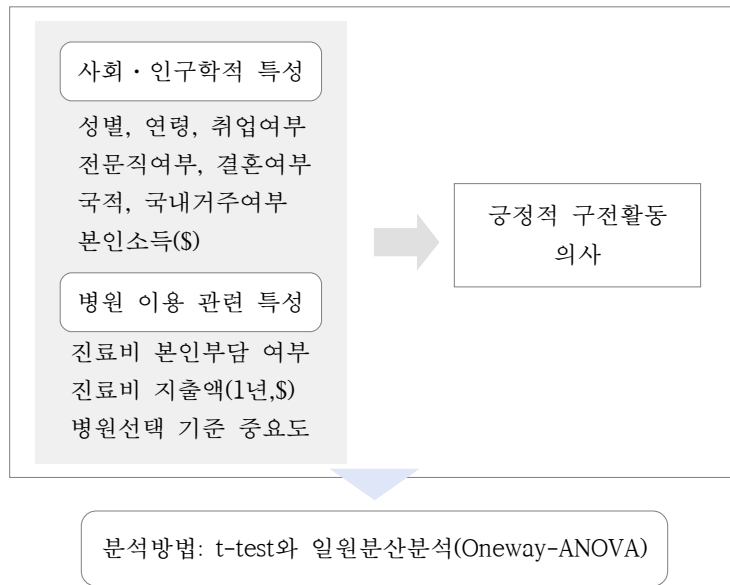 사회・인구학적 특성
성별, 연령, 취업여부
전문직여부, 결혼여부
국적, 국내거주여부
본인소득($)
병원 이용 관련 특성
진료비 본인부담 여부
진료비 지출액(1년,$)
병원선택 기준 중요도
긍정적 구전활동
의사
분석방법: t-test와 일원분산분석(Oneway-ANOVA)